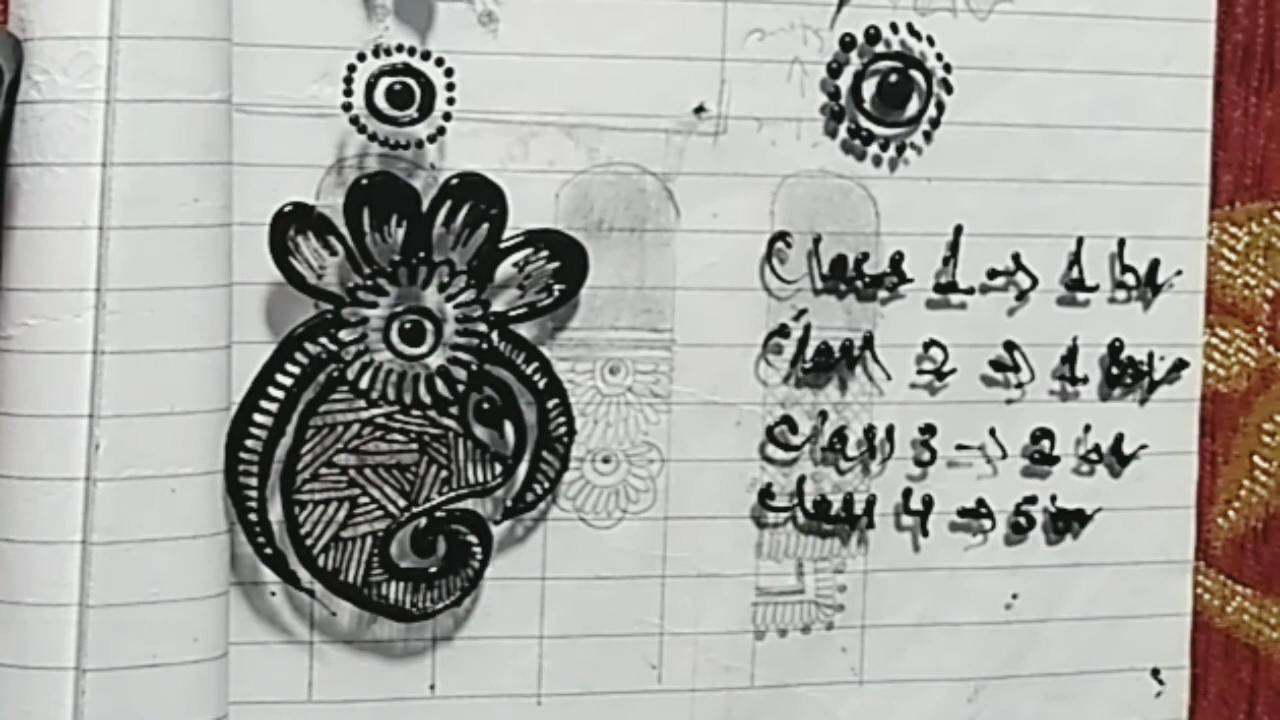 Class 1 → 1 hr
Class 2 → 1 hr
Class 3 → 2 hr
Class 4 → 5 hr